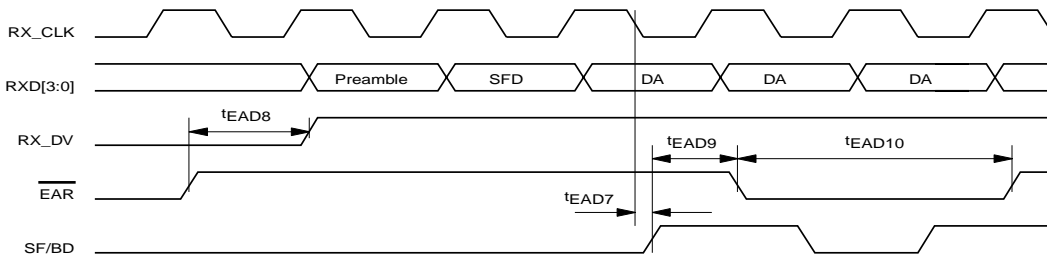 RX_CLK
RXD[3:0] Preamble SFD DA DA DA
RX_DV tEAD8
tEAD9 tEAD10
EAR
tEAD7
SF/BD